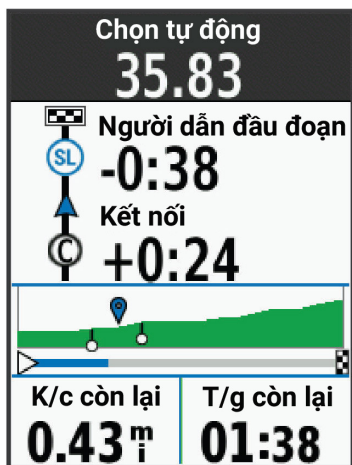 Chọn tự động
35.83
Người dẫn đầu đoạn
SL
-0:38
Kết nối
C
+0:24
K/c còn lại
T/g còn lại
0.43 mi
01:38